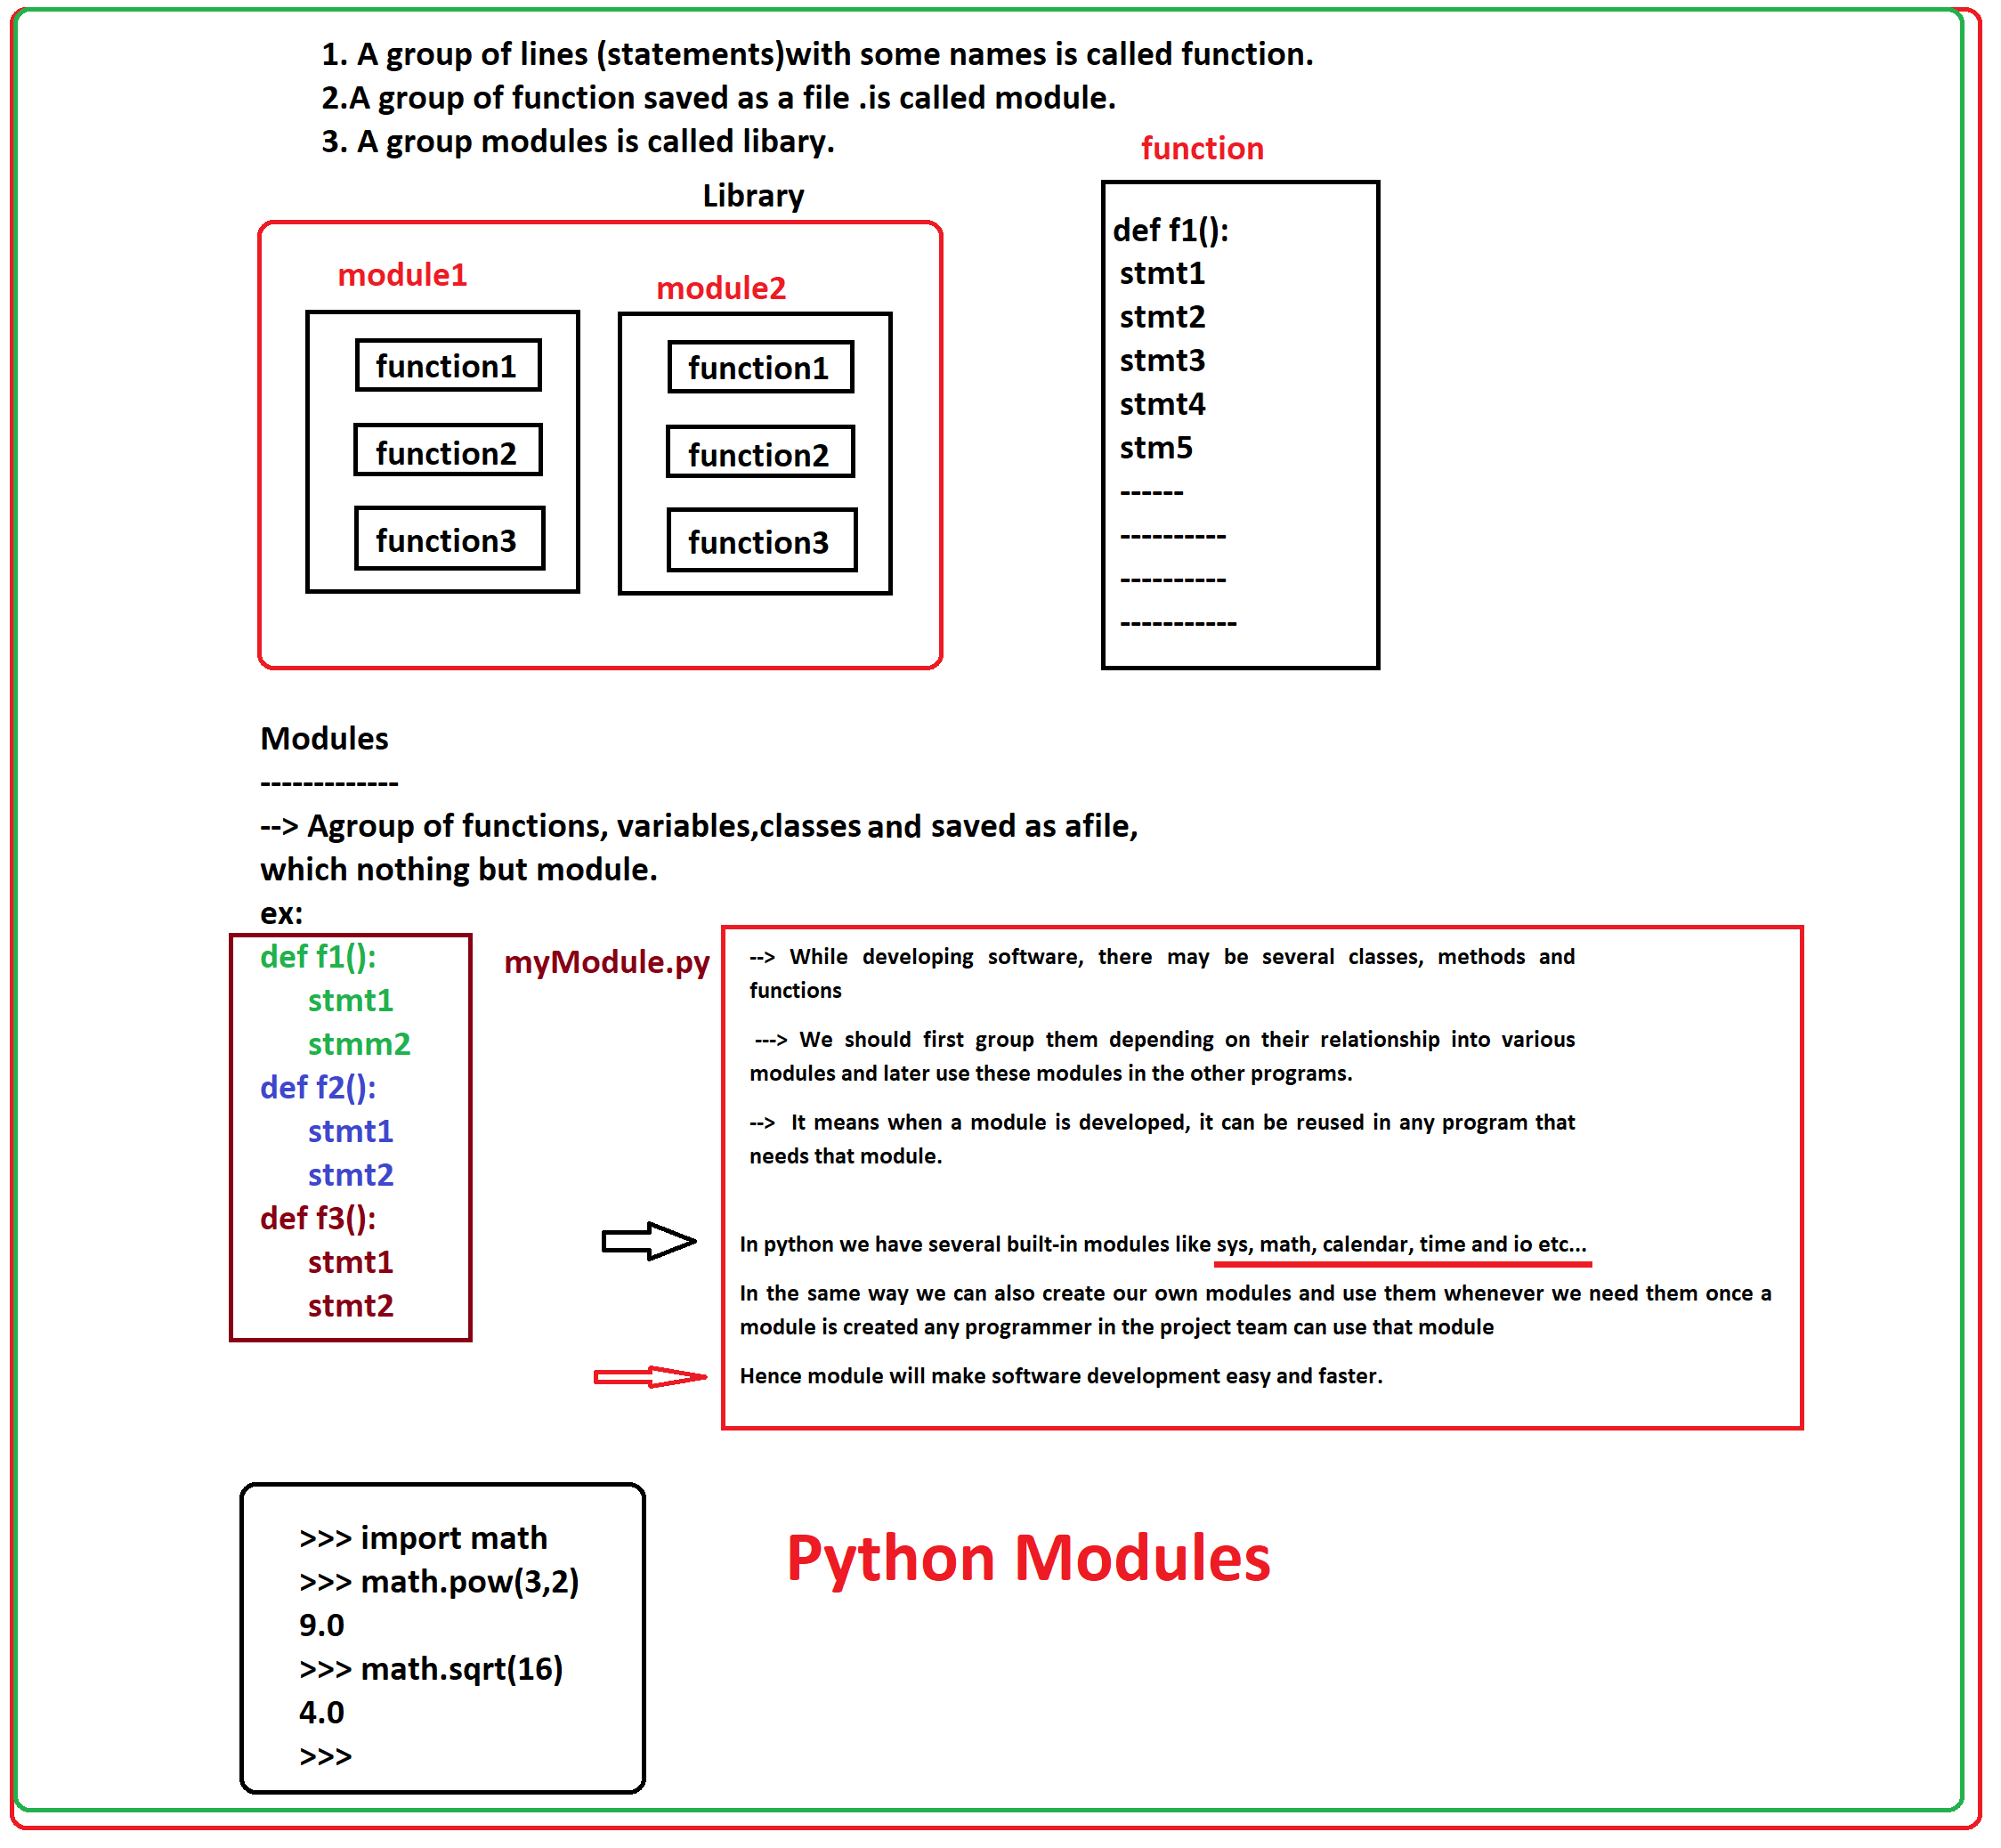 1. A group of lines (statements)with some names is called function.
2.A group of function saved as a file .is called module.
3. A group modules is called libary.
Library
module1
function1
function2
function3
module2
function1
function2
function3
function
def f1():
stmt1
stmt2
stmt3
stmt4
stm5
------
----------
----------
-----------
Modules
-------------
--> Agroup of functions, variables,classes and saved as afile,
which nothing but module.
ex:
def f1():
stmt1
stmm2
def f2():
stmt1
stmt2
def f3():
stmt1
stmt2
myModule.py
--> While developing software, there may be several classes, methods and
functions
---> We should first group them depending on their relationship into various
modules and later use these modules in the other programs.
--> It means when a module is developed, it can be reused in any program that
needs that module.
In python we have several built-in modules like sys, math, calendar, time and io etc...
In the same way we can also create our own modules and use them whenever we need them once a
module is created any programmer in the project team can use that module
Hence module will make software development easy and faster.
>>> import math
>>> math.pow(3,2)
9.0
>>> math.sqrt(16)
4.0
>>>
Python Modules